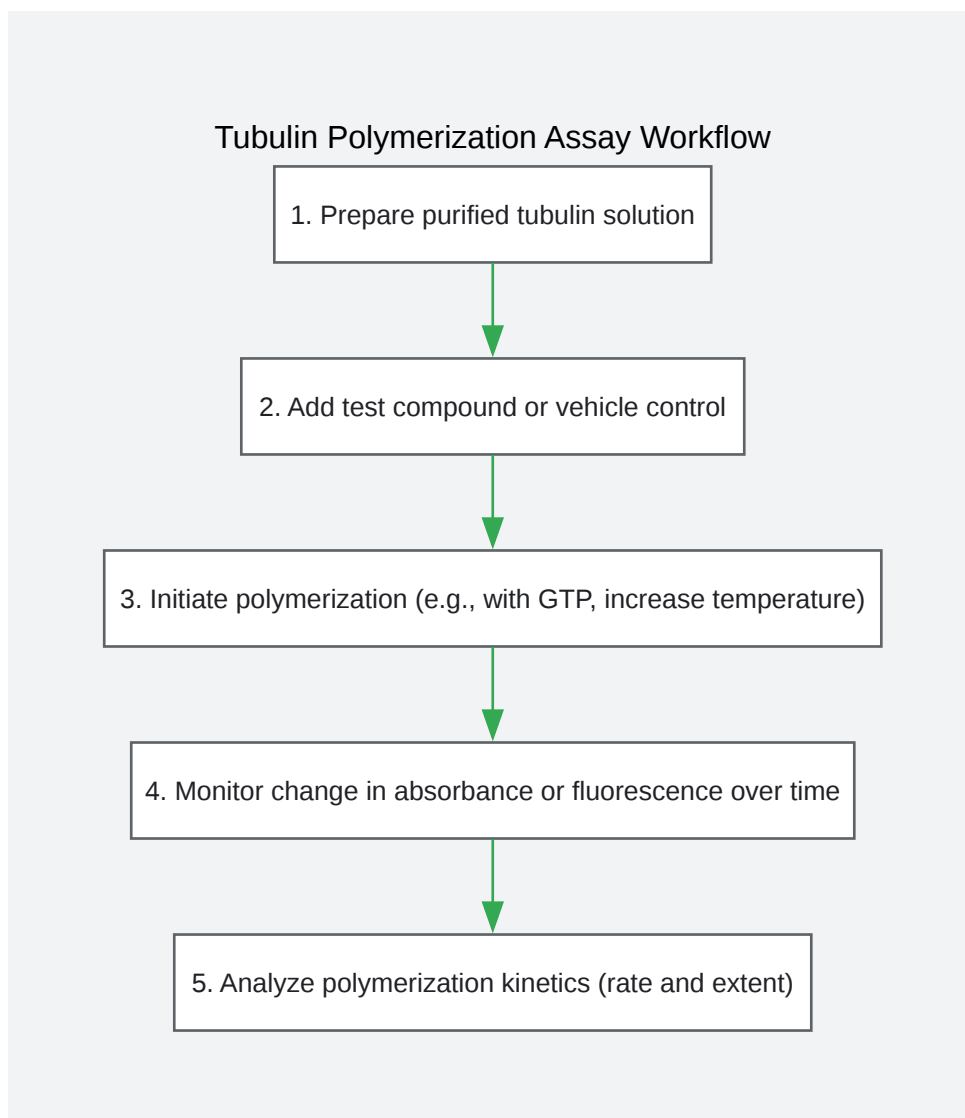 Tubulin Polymerization Assay Workflow
1. Prepare purified tubulin solution
2. Add test compound or vehicle control
3. Initiate polymerization (e.g., with GTP, increase temperature)
4. Monitor change in absorbance or fluorescence over time
5. Analyze polymerization kinetics (rate and extent)